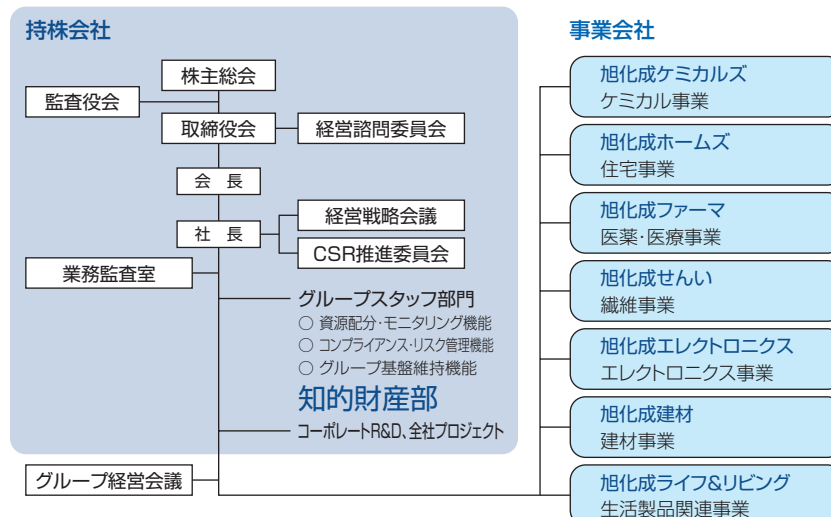 持株会社
株主総会
監査役会
取締役会
経営諮問委員会
会 長
社 長
経営戦略会議
CSR推進委員会
業務監査室
グループスタッフ部門
○ 資源配分・モニタリング機能
○ コンプライアンス・リスク管理機能
○ グループ基盤維持機能
知的財産部
コーポレートR&D、全社プロジェクト
グループ経営会議
事業会社
旭化成ケミカルズ
ケミカル事業
旭化成ホームズ
住宅事業
旭化成ファーマ
医薬・医療事業
旭化成せんい
繊維事業
旭化成エレクトロニクス
エレクトロニクス事業
旭化成建材
建材事業
旭化成ライフ&リビング
生活製品関連事業